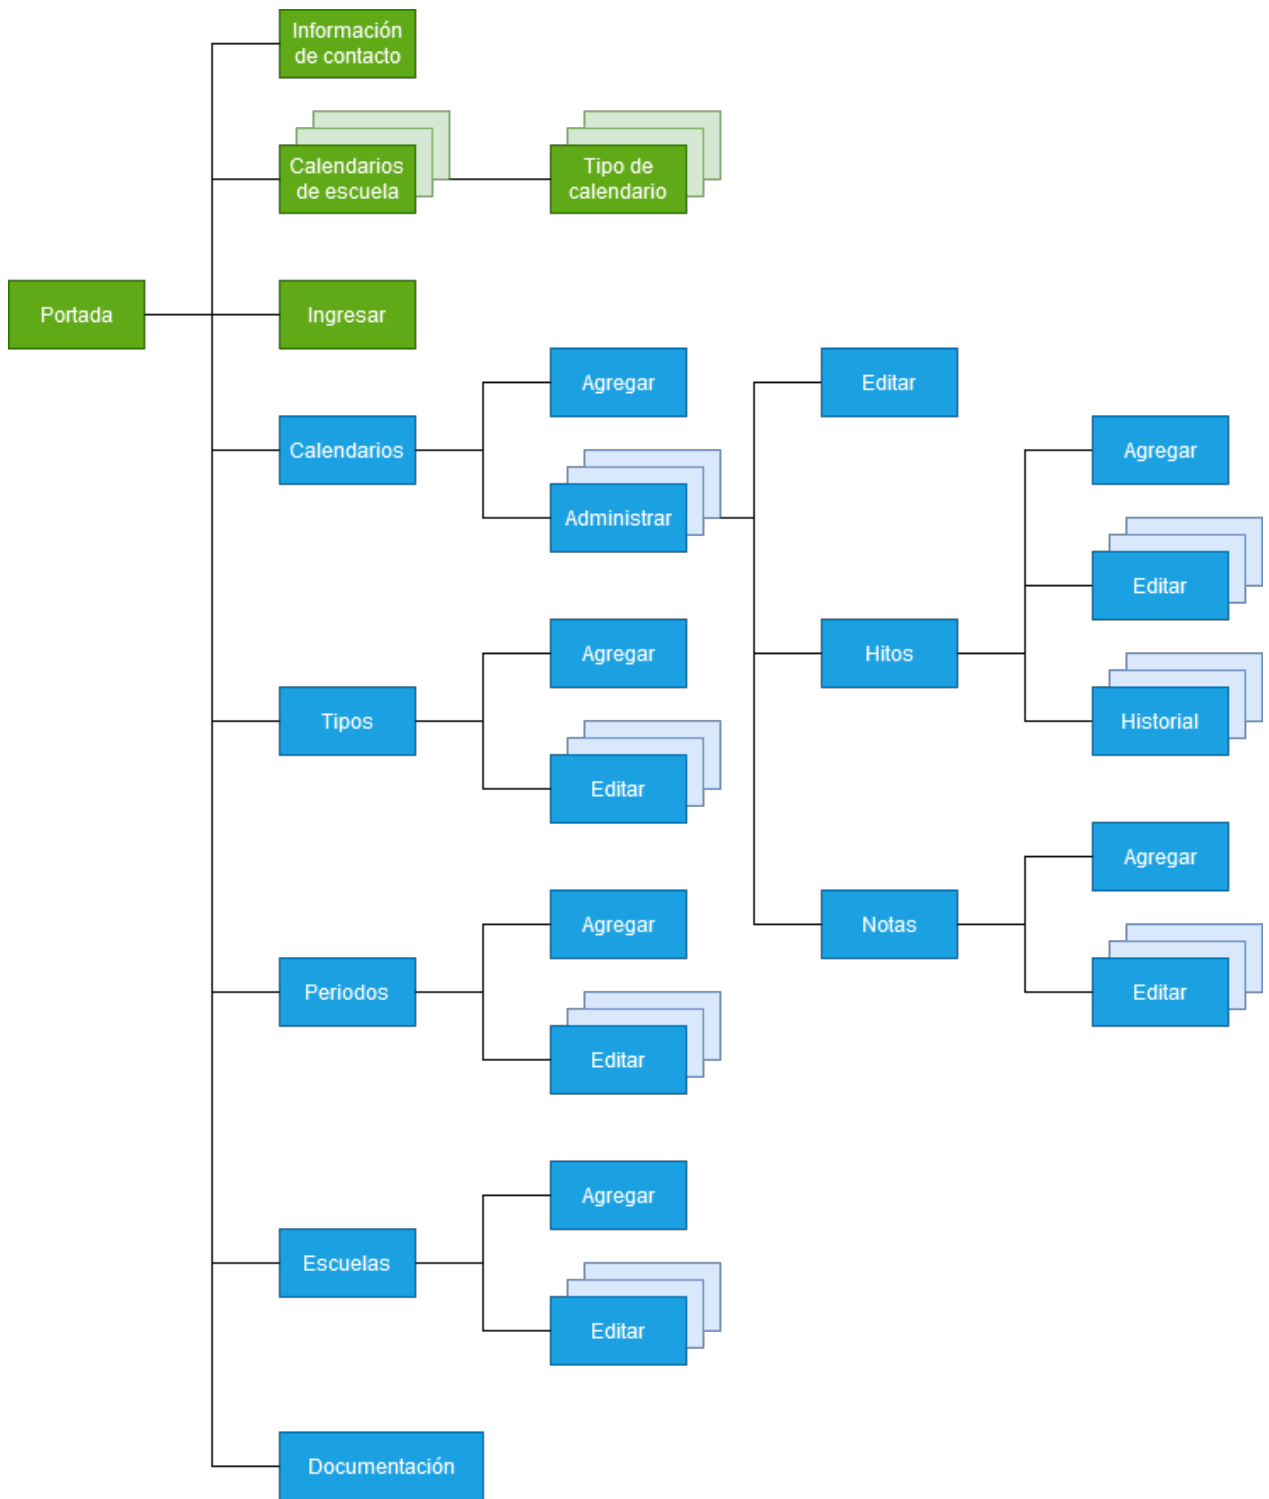 Información
de contacto
Calendarios
de escuela
Tipo de
calendario
Portada
Ingresar
Agregar
Editar
Calendarios
Agregar
Administrar
Editar
Agregar
Hitos
Tipos
Historial
Editar
Agregar
Agregar
Notas
Periodos
Editar
Editar
Agregar
Escuelas
Editar
Documentación